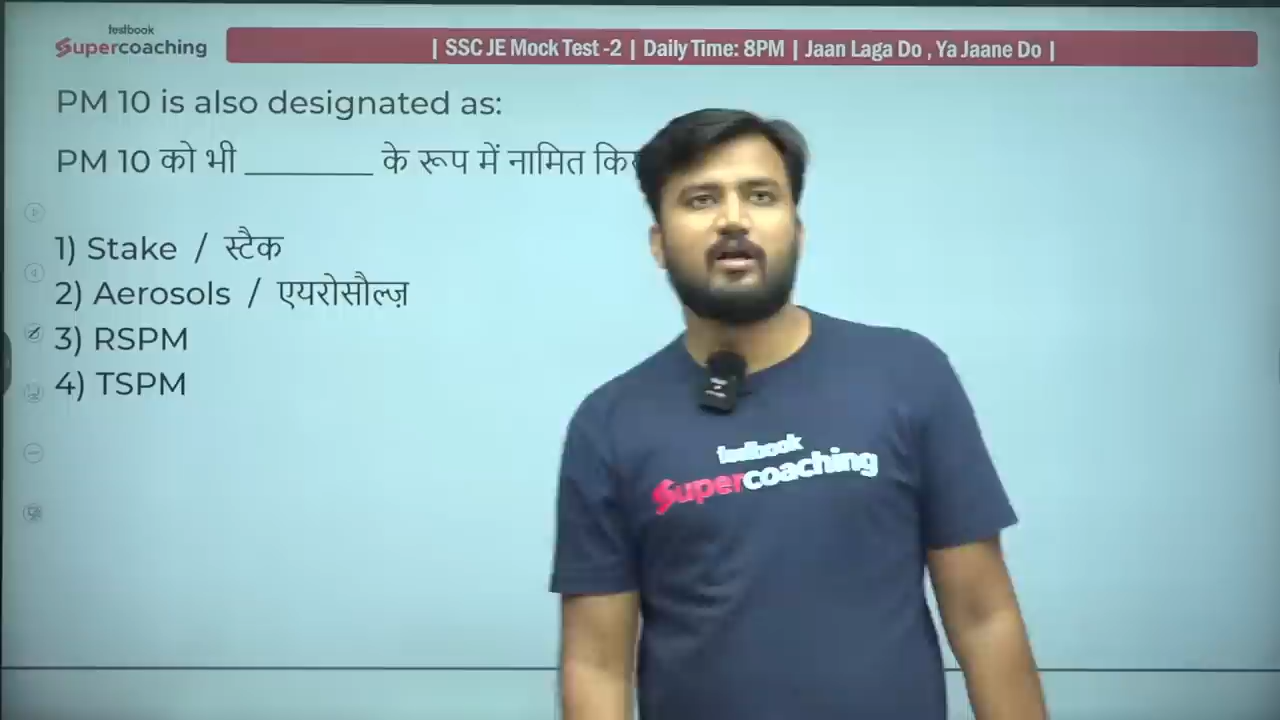 testbook
Supercoaching
| SSC JE Mock Test -2 | Daily Time: 8PM | Jaan Laga Do , Ya Jaane Do |
PM 10 is also designated as:
PM 10 को भी ________ के रूप में नामित
1) Stake / स्टैक
2) Aerosols / एयरोसौल्ज़
3) RSPM
4) TSPM
testbook
Supercoaching